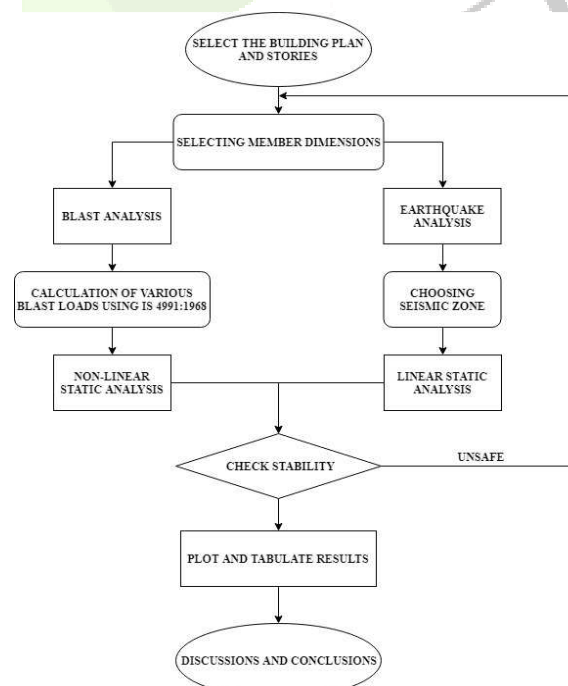 SELECT THE BUILDING PLAN
AND STORIES
SELECTING MEMBER DIMENSIONS
BLAST ANALYSIS
EARTHQUAKE
ANALYSIS
CALCULATION OF VARIOUS
BLAST LOADS USING IS 4991:1968
CHOOSING
SEISMIC ZONE
NON-LINEAR
STATIC ANALYSIS
LINEAR STATIC
ANALYSIS
CHECK STABILITY
UNSAFE
PLOT AND TABULATE RESULTS
DISCUSSIONS AND CONCLUSIONS